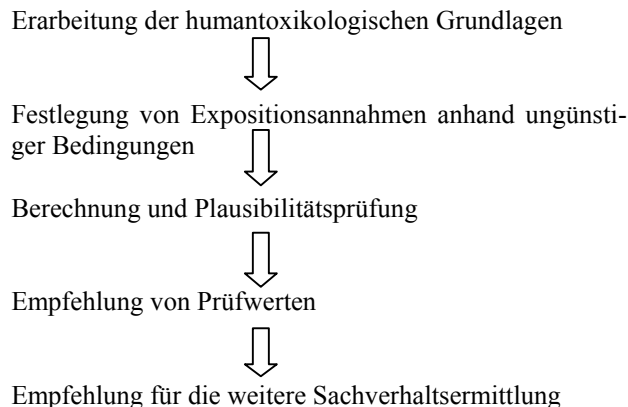 Erarbeitung der humantoxikologischen Grundlagen
Festlegung von Expositionsannahmen anhand ungünsti-
ger Bedingungen
Berechnung und Plausibilitätsprüfung
Empfehlung von Prüfwerten
Empfehlung für die weitere Sachverhaltsermittlung